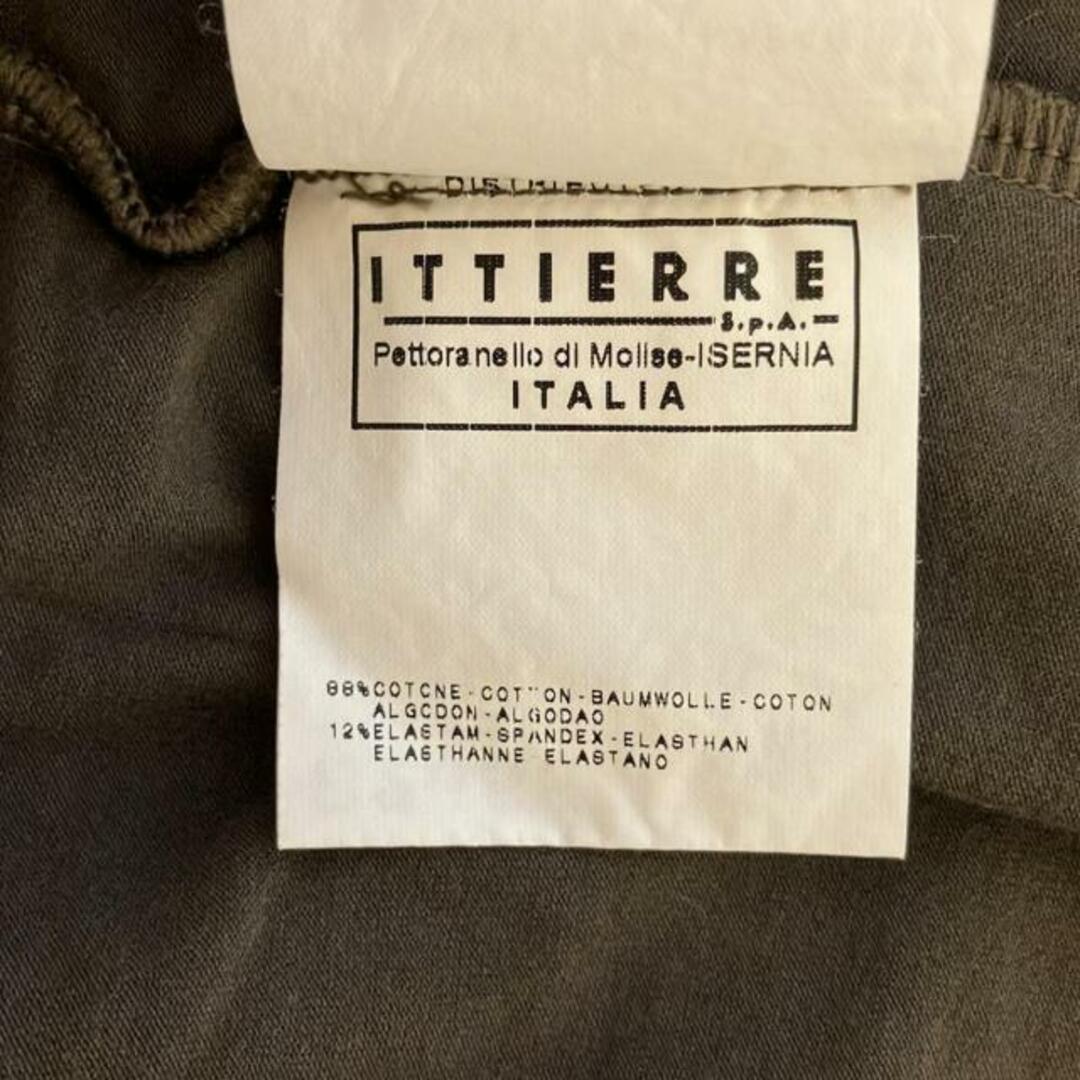 ITTIERRE
S.p.A.
Pettoranello di Molise-ISERNIA
ITALIA
88%COTONE-COTTON-BAUMWOLLE-COTON
ALGODON-ALGODAO
12%ELASTAM-SPANDEX-ELASTHAN
ELASTHANNE ELASTANO